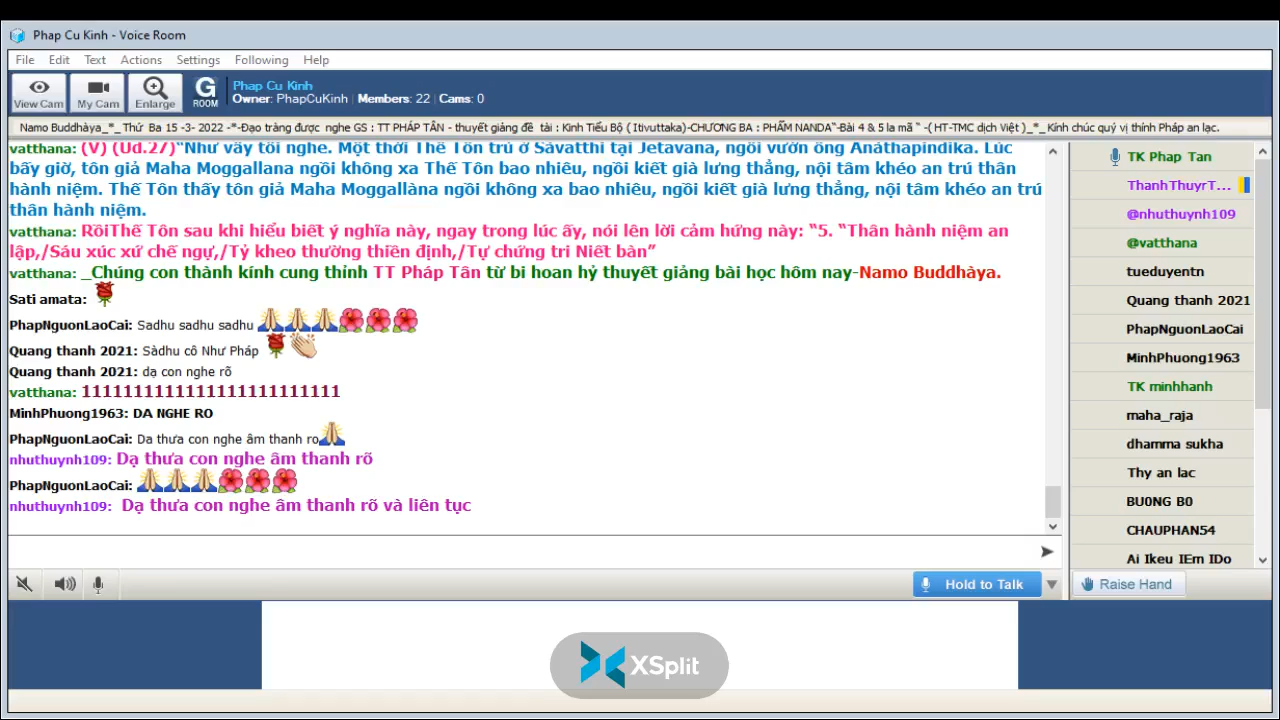 Phap Cu Kinh - Voice Room
File Edit Text Actions Settings Following Help
View Cam My Cam Enlarge G ROOM
Phap Cu Kinh
Owner: PhapCuKinh | Members: 22 | Cams: 0
Namo Buddhàya_*_ Thứ Ba 15 -3- 2022 -*-Đạo tràng được nghe GS : TT PHÁP TÂN - thuyết giảng đề tài : Kinh Tiểu Bộ ( Itivuttaka)-CHƯƠNG BA : PHẨM NANDA"-Bài 4 & 5 la mã " -( HT-TMC dịch Việt )_*_ Kính chúc quý vị thính Pháp an lạc.
vatthana: (V) (Ud.27)"Như vầy tôi nghe. Một thời Thế Tôn trú ở Sàvatthi tại Jetavana, ngôi vườn ông Anàthapindika. Lúc
bấy giờ, tôn giả Maha Moggallana ngồi không xa Thế Tôn bao nhiêu, ngồi kiết già lưng thẳng, nội tâm khéo an trú thân
hành niệm. Thế Tôn thấy tôn giả Maha Moggallàna ngồi không xa bao nhiêu, ngồi kiết già lưng thẳng, nội tâm khéo an trú
thân hành niệm.
vatthana: RồiThế Tôn sau khi hiểu biết ý nghĩa này, ngay trong lúc ấy, nói lên lời cảm hứng này: "5. "Thân hành niệm an
lập,/Sáu xúc xứ chế ngự,/Tỷ kheo thường thiền định,/Tự chứng tri Niết bàn"
vatthana: _Chúng con thành kính cung thỉnh TT Pháp Tân từ bi hoan hỷ thuyết giảng bài học hôm nay-Namo Buddhàya.
Sati amata:
PhapNguonLaoCai: Sadhu sadhu sadhu
Quang thanh 2021: Sàdhu cô Như Pháp
Quang thanh 2021: dạ con nghe rõ
vatthana: 1111111111111111111111111
MinhPhuong1963: DA NGHE RO
PhapNguonLaoCai: Da thưa con nghe âm thanh ro
nhuthuynh109: Dạ thưa con nghe âm thanh rõ
PhapNguonLaoCai:
nhuthuynh109: Dạ thưa con nghe âm thanh rõ và liên tục
TK Phap Tan
ThanhThuyrT...
@nhuthuynh109
@vatthana
tueduyentn
Quang thanh 2021
PhapNguonLaoCai
MinhPhuong1963
TK minhhanh
maha_raja
dhamma sukha
Thy an lac
BU0NG B0
CHAUPHAN54
Ai Ikeu IEm IDo
Hold to Talk
Raise Hand
XSplit